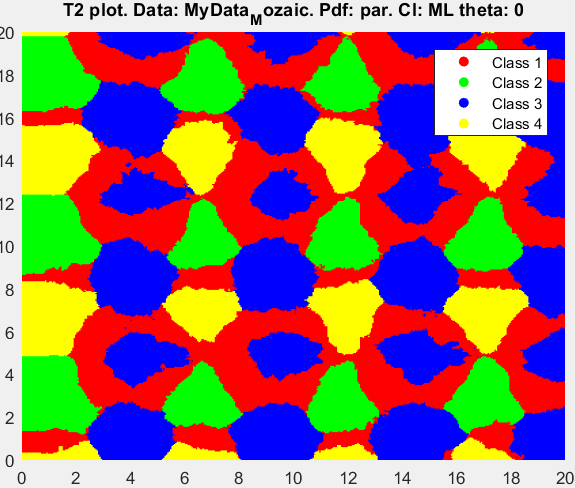 T2 plot. Data: MyData_Mozaic. Pdf: par. Cl: ML theta: 0
20
18
16
14
12
10
8
6
4
2
0
Class 1
Class 2
Class 3
Class 4
0 2 4 6 8 10 12 14 16 18 20